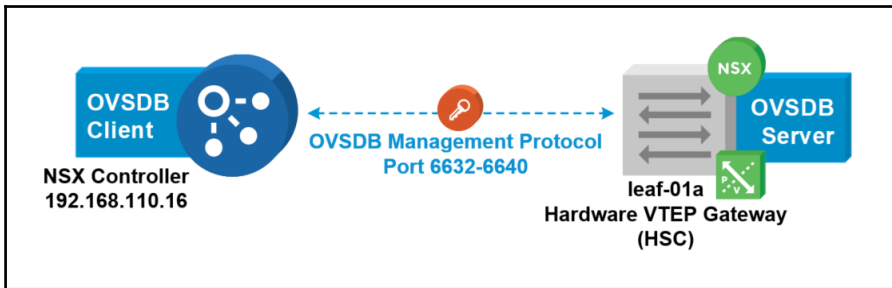 OVSDB
Client
NSX Controller
192.168.110.16
OVSDB Management Protocol
Port 6632-6640
NSX
OVSDB
Server
P
V
leaf-01a
Hardware VTEP Gateway
(HSC)